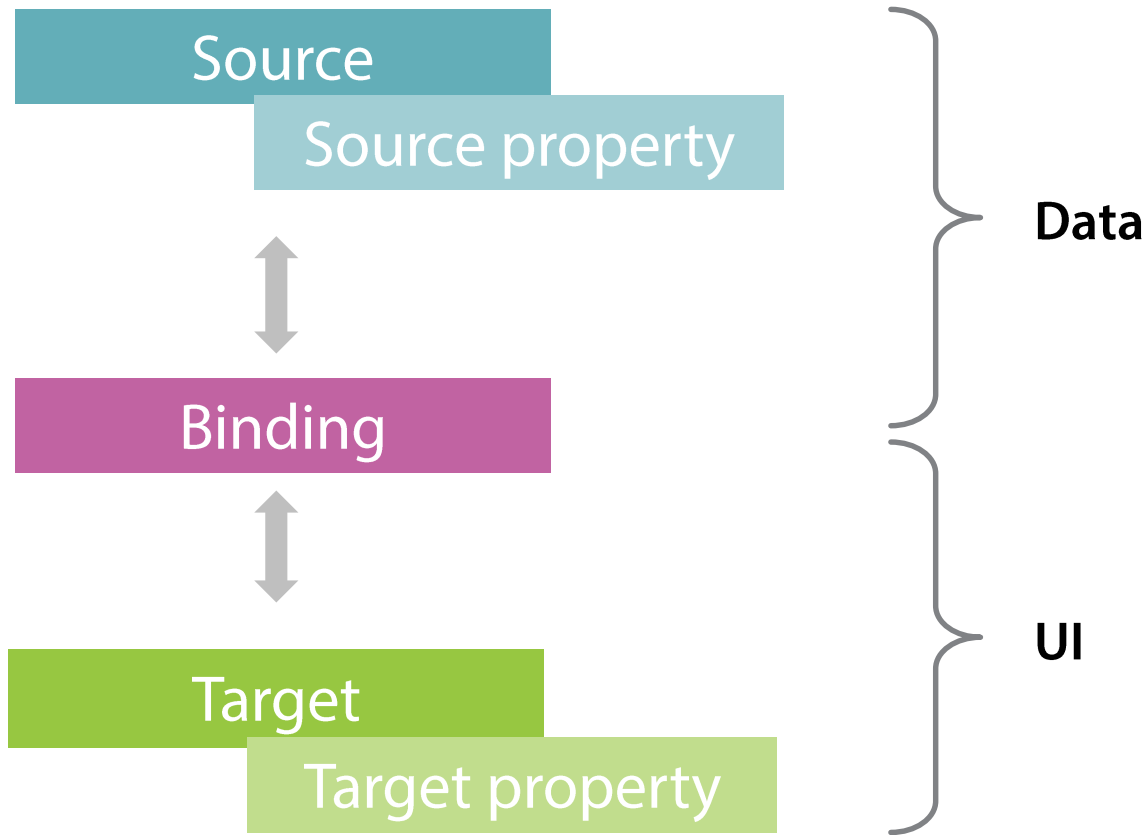 Source
Source property
Data
Binding
UI
Target
Target property